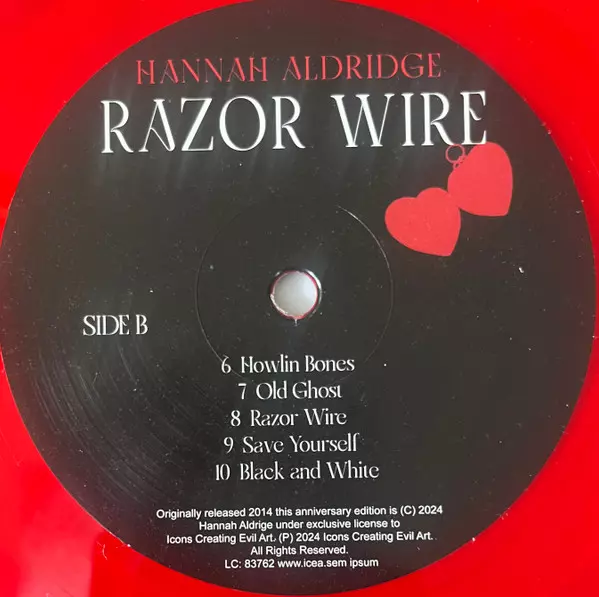 HANNAH ALDRIDGE
RAZOR WIRE
SIDE B
6 Howlin Bones
7 Old Ghost
8 Razor Wire
9 Save Yourself
10 Black and White
Originally released 2014 this anniversary edition is (C) 2024
Hannah Aldrige under exclusive license to
Icons Creating Evil Art. (P) 2024 Icons Creating Evil Art.
All Rights Reserved.
LC: 83762 www.icea.sem ipsum